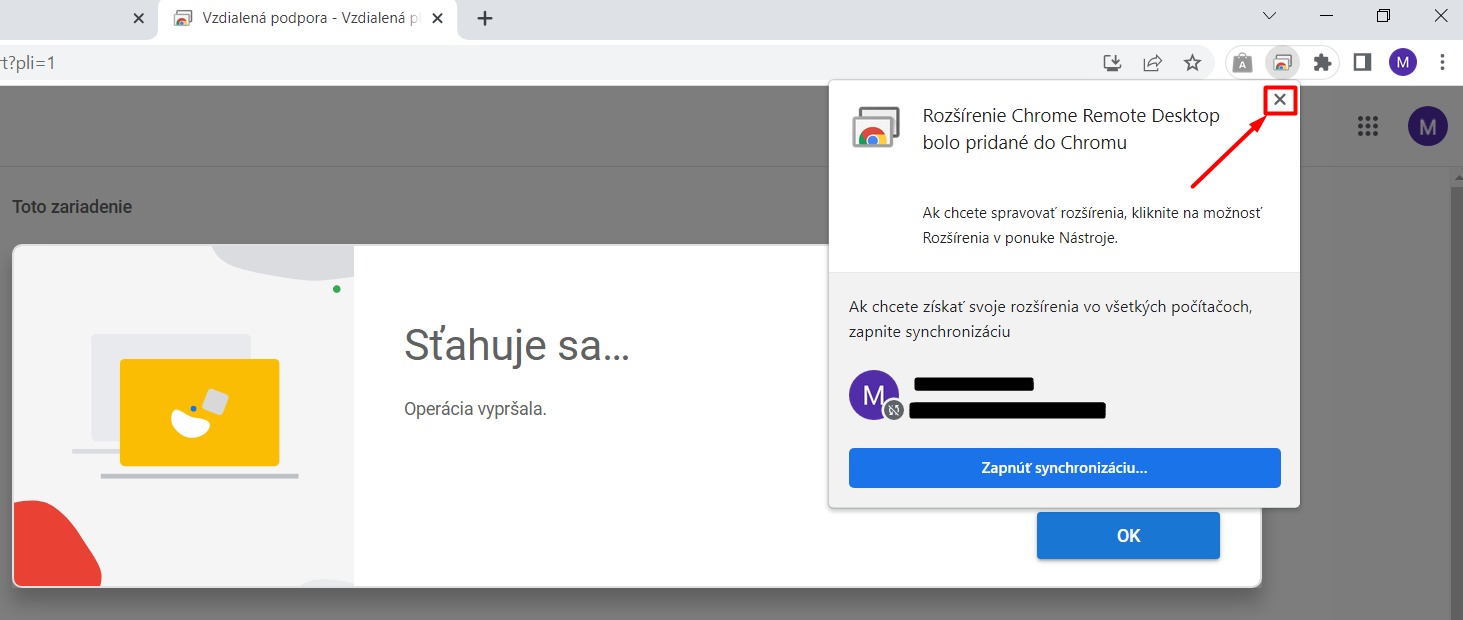 Vzdialená podpora - Vzdialená
t?pli=1
A
M
M
Rozšírenie Chrome Remote Desktop
bolo pridané do Chromu
Ak chcete spravovať rozšírenia, kliknite na možnosť
Rozšírenia v ponuke Nástroje.
Toto zariadenie
Sťahuje sa...
Operácia vypršala.
Ak chcete získať svoje rozšírenia vo všetkých počítačoch,
zapnite synchronizáciu
M
Zapnúť synchronizáciu...
OK